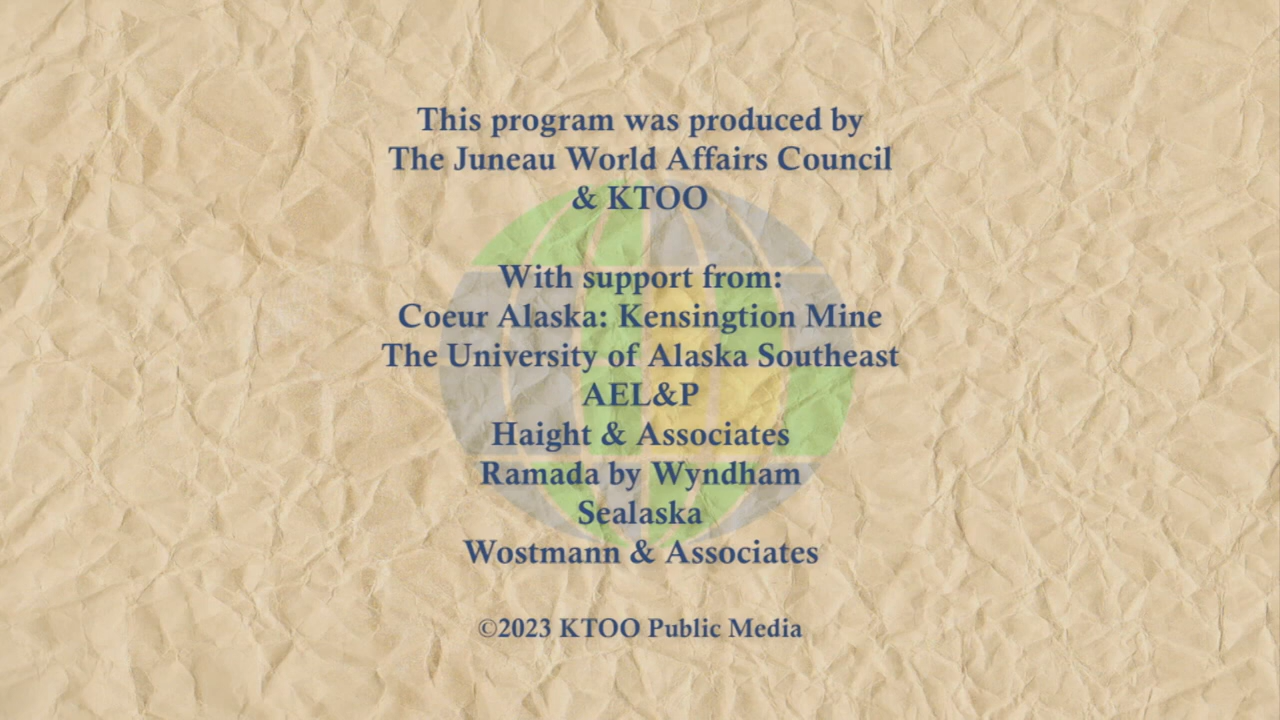 This program was produced by
The Juneau World Affairs Council
& KTOO
With support from:
Coeur Alaska: Kensingtion Mine
The University of Alaska Southeast
AEL&P
Haight & Associates
Ramada by Wyndham
Sealaska
Wostmann & Associates
©2023 KTOO Public Media